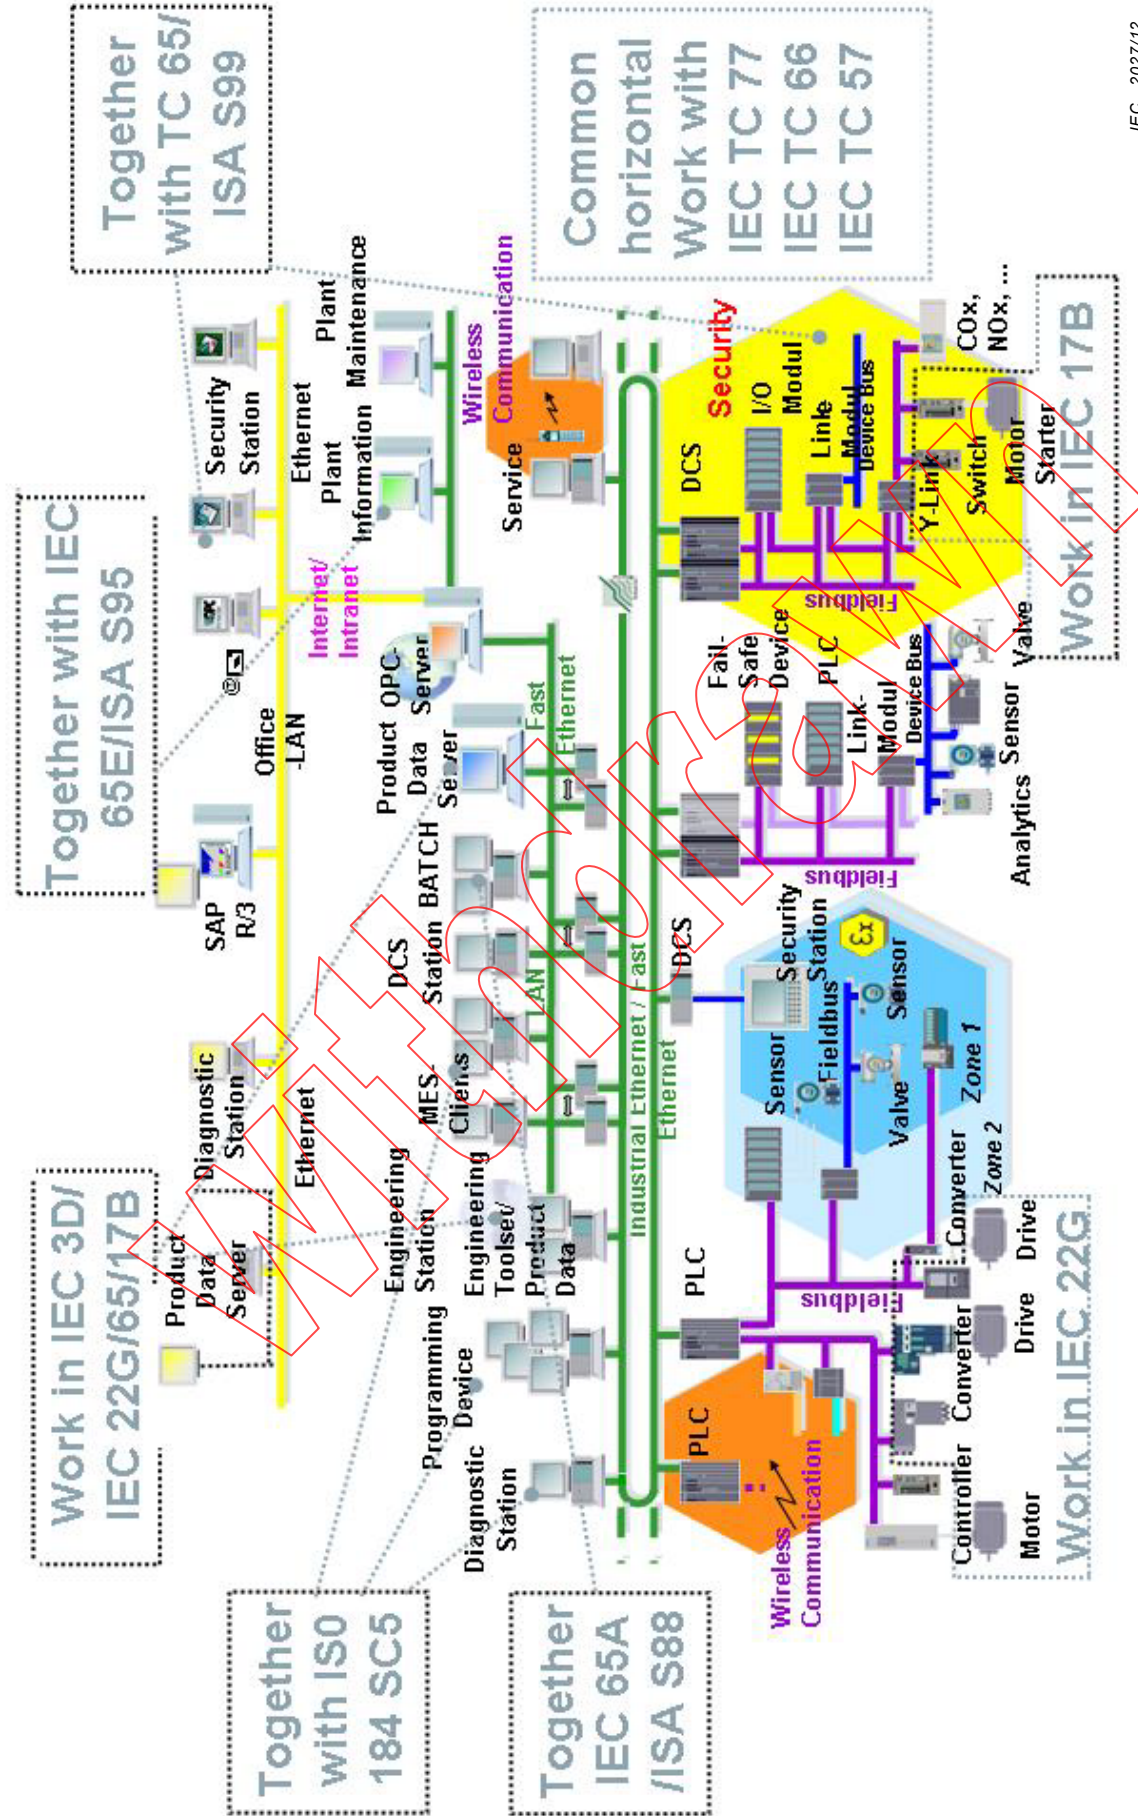 Work in IEC 3D/
IEC 22G/65/17B
Together with IEC
65E/ISA S95
Together
with TC 65/
ISA S99
Together
with IS0
184 SC5
Together
IEC 65A
/ISA S88
Common
horizontal
Work with
IEC TC 77
IEC TC 66
IEC TC 57
Product
Data
Server
Diagnostic
Station
Ethernet
SAP
R/3
Office
-LAN
@
Internet/
Intranet
Security
Station
Ethernet
Plant
Information
Plant
Maintenance
Wireless
Communication
Service
Programming
Device
Diagnostic
Station
Engineering
Station
Engineering
Toolset/
Product
Data
MES-
Clients
DCS
Station
BATCH
LAN
Product
Data
Server
OPC-
Server
Fast
Ethernet
Industrial Ethernet / Fast
Ethernet
PLC
PLC
Wireless
Communication
Controller
Motor
Converter
Drive
Converter
Drive
Fieldbus
Work in IEC 22G
Zone 2
Zone 1
Sensor
Fieldbus
Valve
Sensor
Security
Station
Ex
DCS
Fieldbus
Fail-
Safe
Device
PLC
Link-
Modul
Device Bus
Analytics
Sensor
Valve
DCS
Security
I/O
Modul
Link
Modul
Device Bus
Fieldbus
Y-Link
Switch
Motor
Starter
COx,
NOx, ...
Work in IEC 17B
Withdrawn
IEC 2027/12